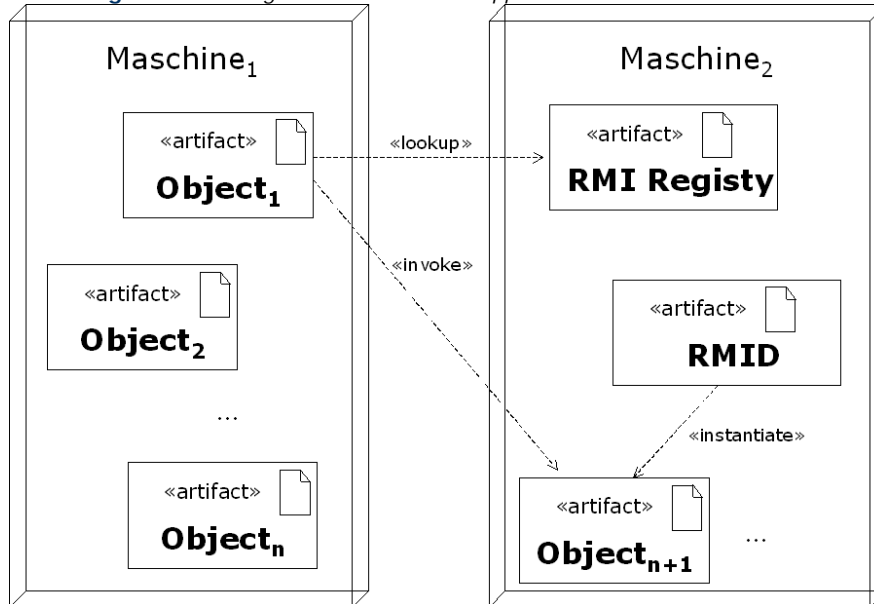 Maschine₁
«artifact»
Object₁
«artifact»
Object₂
...
«artifact»
Objectₙ
«lookup»
«invoke»
Maschine₂
«artifact»
RMI Registy
«artifact»
RMID
«instantiate»
«artifact»
Objectₙ₊₁
...